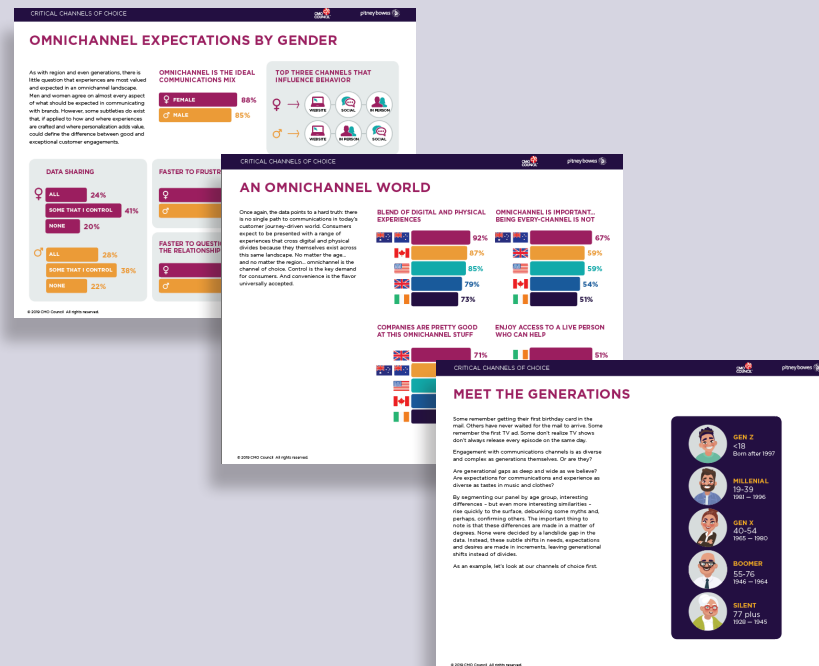 CRITICAL CHANNELS OF CHOICE
CMO COUNCIL
pitney bowes
OMNICHANNEL EXPECTATIONS BY GENDER
As with region and even generations, there is
little question that experiences are most valued
and expected in an omnichannel landscape.
Men and women agree on almost every aspect
of what should be expected in communicating
with brands. However, some subtleties do exist
that, if applied to how and where experiences
are crafted and where personalization adds value,
could define the difference between good and
exceptional customer engagements.
OMNICHANNEL IS THE IDEAL
COMMUNICATIONS MIX
FEMALE 88%
MALE 85%
TOP THREE CHANNELS THAT
INFLUENCE BEHAVIOR
WEBSITE SOCIAL IN PERSON
WEBSITE IN PERSON SOCIAL
DATA SHARING
ALL 24%
SOME THAT I CONTROL 41%
NONE 20%
ALL 28%
SOME THAT I CONTROL 38%
NONE 22%
FASTER TO FRUSTR
FASTER TO QUESTI
THE RELATIONSHIP
© 2019 CMO Council All rights reserved.
CRITICAL CHANNELS OF CHOICE
CMO COUNCIL
pitney bowes
AN OMNICHANNEL WORLD
Once again, the data points to a hard truth: there
is no single path to communications in today's
customer journey-driven world. Consumers
expect to be presented with a range of
experiences that cross digital and physical
divides because they themselves exist across
this same landscape. No matter the age...
and no matter the region... omnichannel is the
channel of choice. Control is the key demand
for consumers. And convenience is the flavor
universally accepted.
BLEND OF DIGITAL AND PHYSICAL
EXPERIENCES
92%
87%
85%
79%
73%
OMNICHANNEL IS IMPORTANT...
BEING EVERY-CHANNEL IS NOT
67%
59%
59%
54%
51%
COMPANIES ARE PRETTY GOOD
AT THIS OMNICHANNEL STUFF
71%
ENJOY ACCESS TO A LIVE PERSON
WHO CAN HELP
51%
© 2019 CMO Council All rights reserved.
CRITICAL CHANNELS OF CHOICE
CMO COUNCIL
pitney bowes
MEET THE GENERATIONS
Some remember getting their first birthday card in the
mail. Others have never waited for the mail to arrive. Some
remember the first TV ad. Some don't realize TV shows
don't always release every episode on the same day.
Engagement with communications channels is as diverse
and complex as generations themselves. Or are they?
Are generational gaps as deep and wide as we believe?
Are expectations for communications and experience as
diverse as tastes in music and clothes?
By segmenting our panel by age group, interesting
differences – but even more interesting similarities –
rise quickly to the surface, debunking some myths and,
perhaps, confirming others. The important thing to
note is that these differences are made in a matter of
degrees. None were decided by a landslide gap in the
data. Instead, these subtle shifts in needs, expectations
and desires are made in increments, leaving generational
shifts instead of divides.
As an example, let's look at our channels of choice first.
GEN Z
<18
Born after 1997
MILLENIAL
19-39
1981 — 1996
GEN X
40-54
1965 — 1980
BOOMER
55-76
1946 — 1964
SILENT
77 plus
1928 — 1945
© 2019 CMO Council All rights reserved.